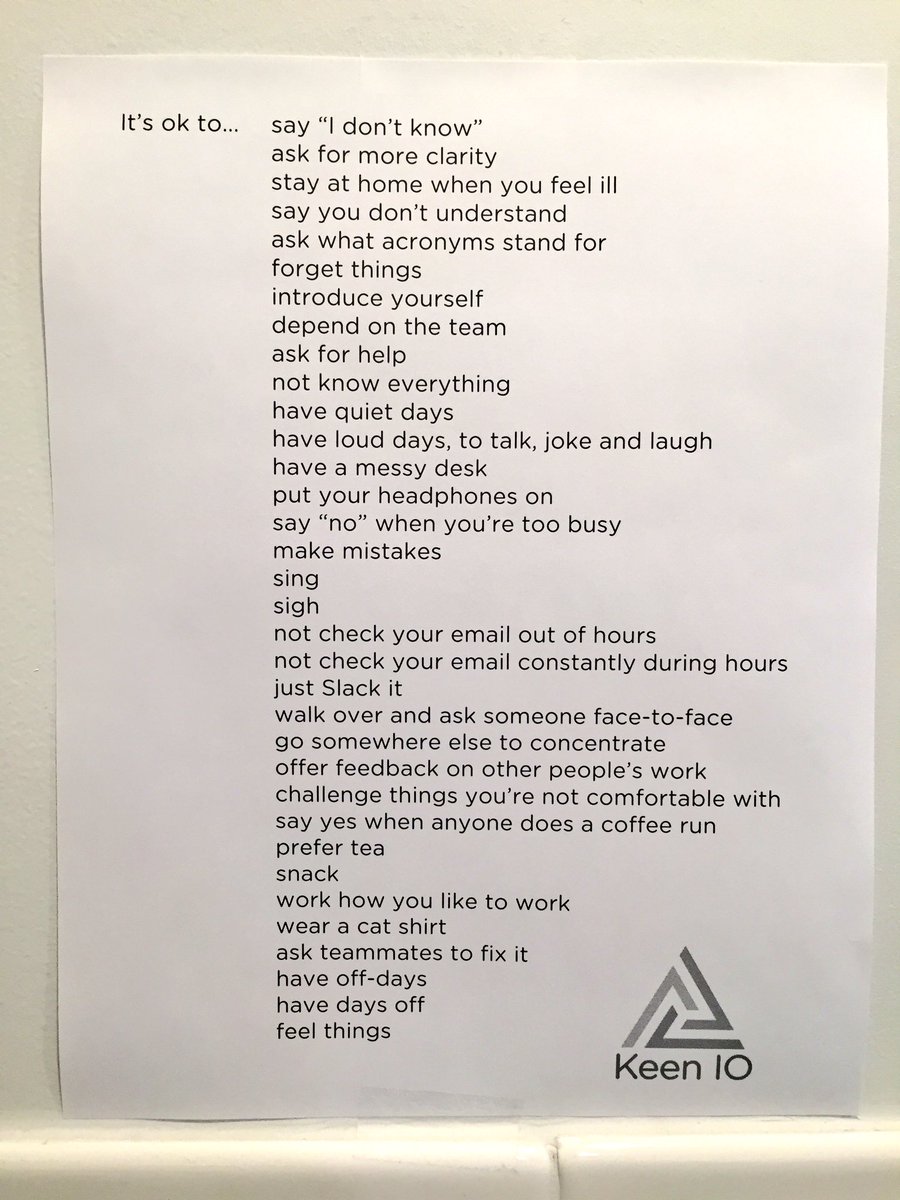 It's ok to... say “I don't know”
ask for more clarity
stay at home when you feel ill
say you don't understand
ask what acronyms stand for
forget things
introduce yourself
depend on the team
ask for help
not know everything
have quiet days
have loud days, to talk, joke and laugh
have a messy desk
put your headphones on
say “no” when you're too busy
make mistakes
sing
sigh
not check your email out of hours
not check your email constantly during hours
just Slack it
walk over and ask someone face-to-face
go somewhere else to concentrate
offer feedback on other people's work
challenge things you're not comfortable with
say yes when anyone does a coffee run
prefer tea
snack
work how you like to work
wear a cat shirt
ask teammates to fix it
have off-days
have days off
feel things
Keen IO